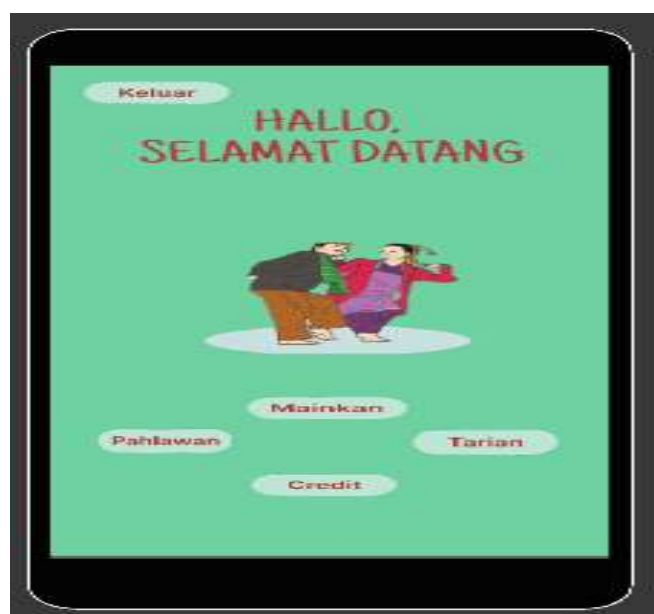 Keluar
HALLO,
SELAMAT DATANG
Mainkan
Pahlawan
Tarian
Credit